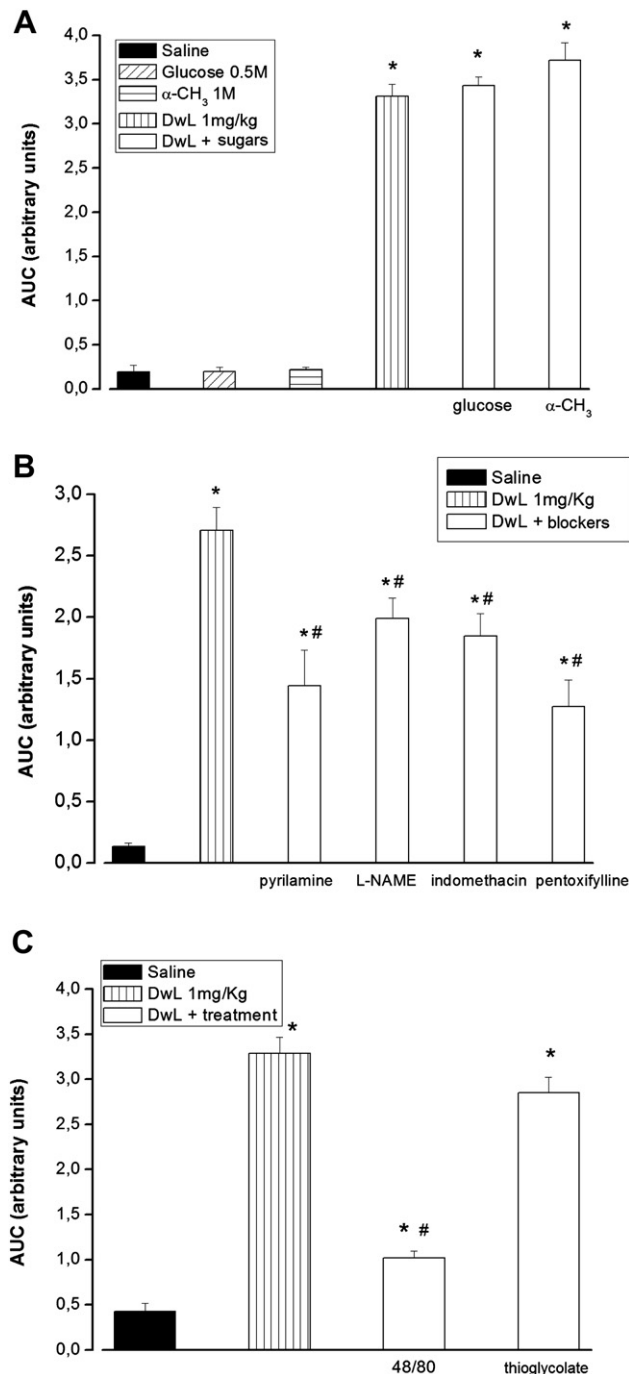 A
Saline
Glucose 0.5M
α-CH₃ 1M
DwL 1mg/kg
DwL + sugars
AUC (arbitrary units)
4,0
3,5
3,0
2,5
2,0
1,5
1,0
0,5
0,0
* * *
glucose α-CH₃
B
Saline
DwL 1mg/Kg
DwL + blockers
AUC (arbitrary units)
3,0
2,5
2,0
1,5
1,0
0,5
0,0
* *# *# *# *#
pyrilamine L-NAME indomethacin pentoxifylline
C
Saline
DwL 1mg/Kg
DwL + treatment
AUC (arbitrary units)
4,0
3,5
3,0
2,5
2,0
1,5
1,0
0,5
0,0
* * # *
48/80 thioglycolate